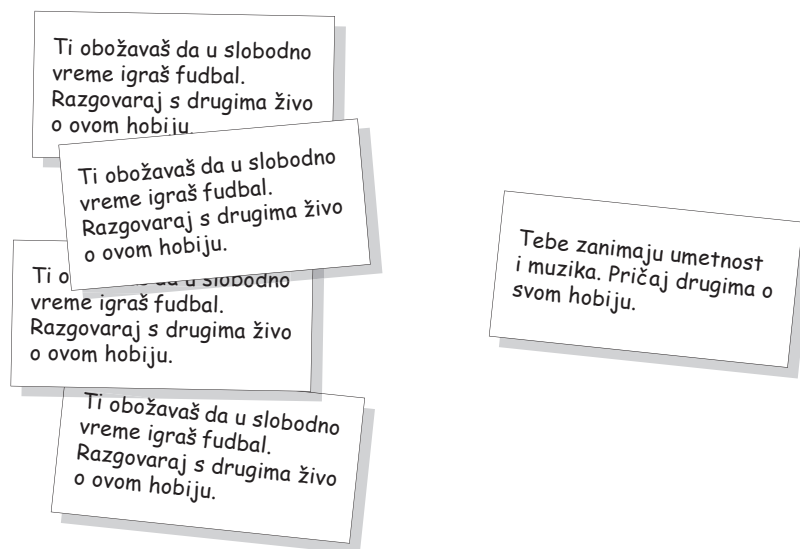 Ti obožavaš da u slobodno
vreme igraš fudbal.
Razgovaraj s drugima živo
o ovom hobiju.
Ti obožavaš da u slobodno
vreme igraš fudbal.
Razgovaraj s drugima živo
o ovom hobiju.
Ti da u slobodno
vreme igraš fudbal.
Razgovaraj s drugima živo
o ovom hobiju.
Ti obožavaš da u slobodno
vreme igraš fudbal.
Razgovaraj s drugima živo
o ovom hobiju.
Tebe zanimaju umetnost
i muzika. Pričaj drugima o
svom hobiju.